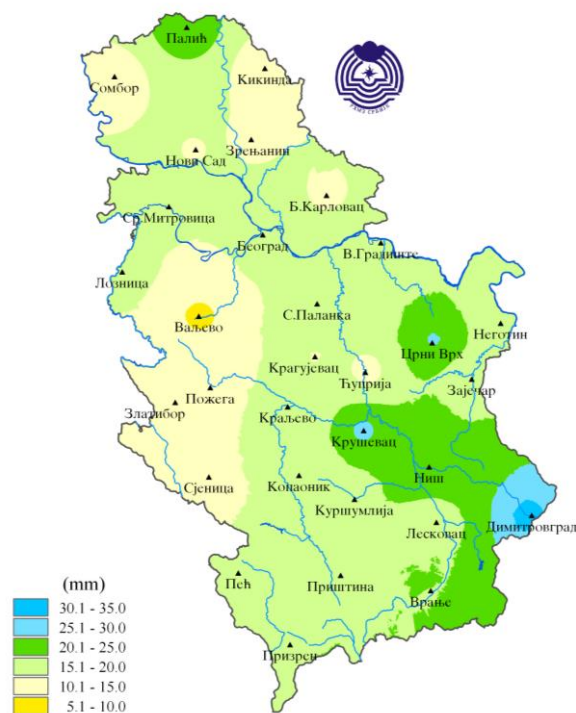 Палић
Кикинда
Сомбор
Зрењанин
Нови Сад
Б.Карловац
Ср.Митровица
Београд
В.Градиште
Лозница
С.Паланка
Ваљево
Неготин
Црни Врх
Крагујевац
Ћуприја
Зајечар
Пожега
Златибор
Краљево
Крушевац
Ниш
Сјеница
Копаоник
Куршумлија
Димитровград
Лесковац
Пећ
Приштина
Врање
Призрен
(mm)
30.1 - 35.0
25.1 - 30.0
20.1 - 25.0
15.1 - 20.0
10.1 - 15.0
5.1 - 10.0